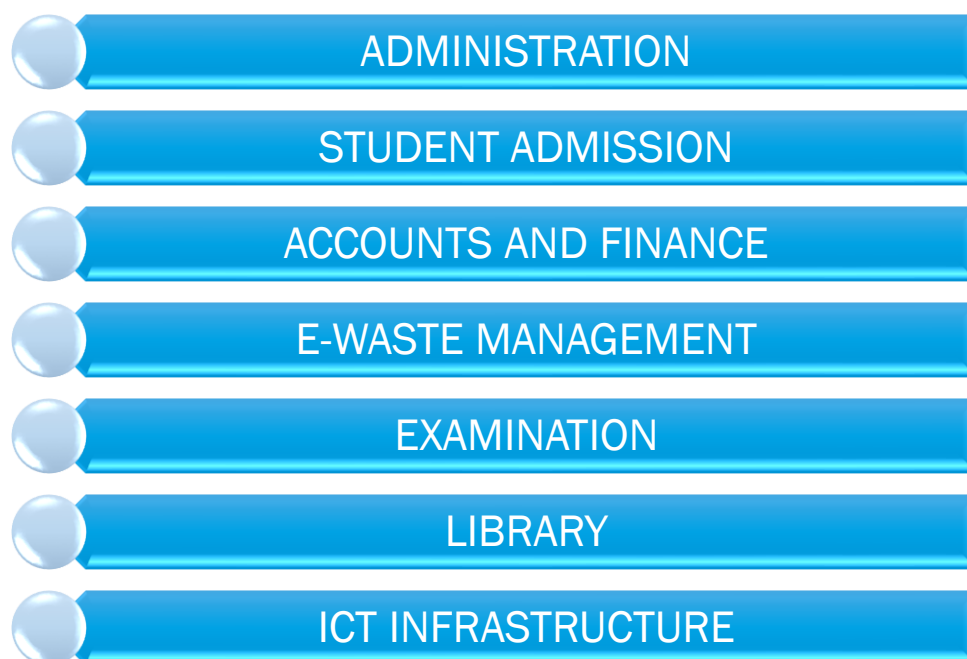 ADMINISTRATION
STUDENT ADMISSION
ACCOUNTS AND FINANCE
E-WASTE MANAGEMENT
EXAMINATION
LIBRARY
ICT INFRASTRUCTURE